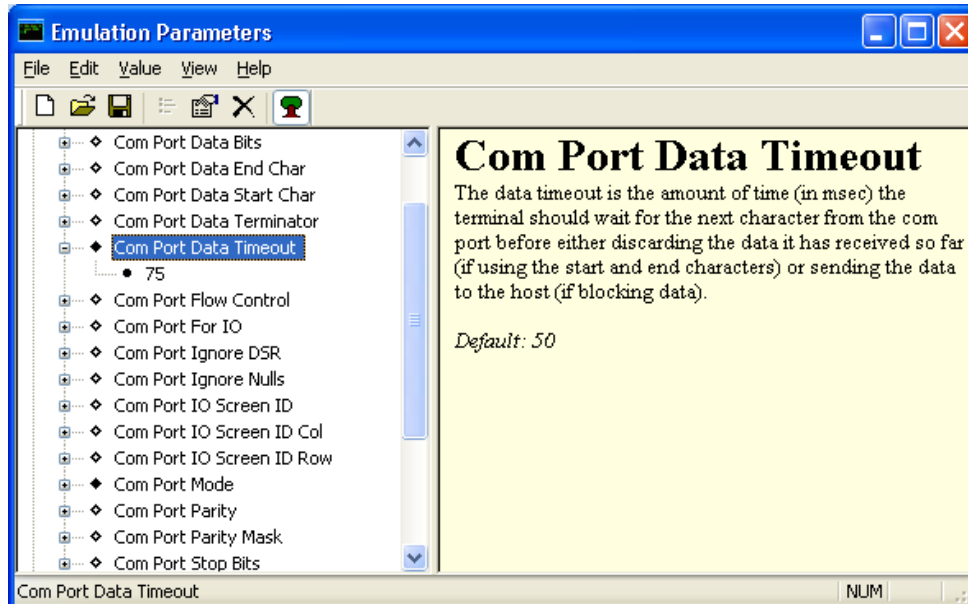 Emulation Parameters
File Edit Value View Help
Com Port Data Bits
Com Port Data End Char
Com Port Data Start Char
Com Port Data Terminator
Com Port Data Timeout
75
Com Port Flow Control
Com Port For IO
Com Port Ignore DSR
Com Port Ignore Nulls
Com Port IO Screen ID
Com Port IO Screen ID Col
Com Port IO Screen ID Row
Com Port Mode
Com Port Parity
Com Port Parity Mask
Com Port Stop Bits
Com Port Data Timeout
The data timeout is the amount of time (in msec) the
terminal should wait for the next character from the com
port before either discarding the data it has received so far
(if using the start and end characters) or sending the data
to the host (if blocking data).
Default: 50
Com Port Data Timeout
NUM